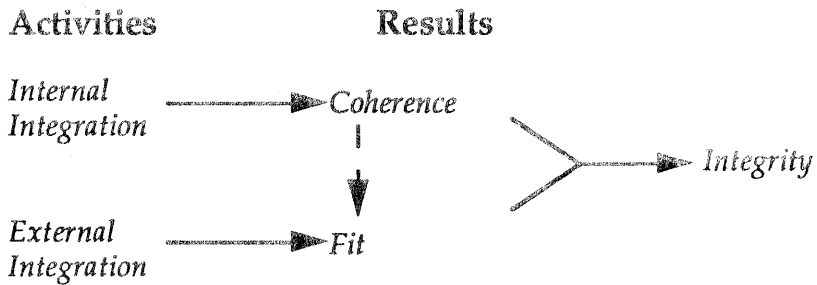 Activities
Results
Internal
Integration
Coherence
Integrity
External
Integration
Fit